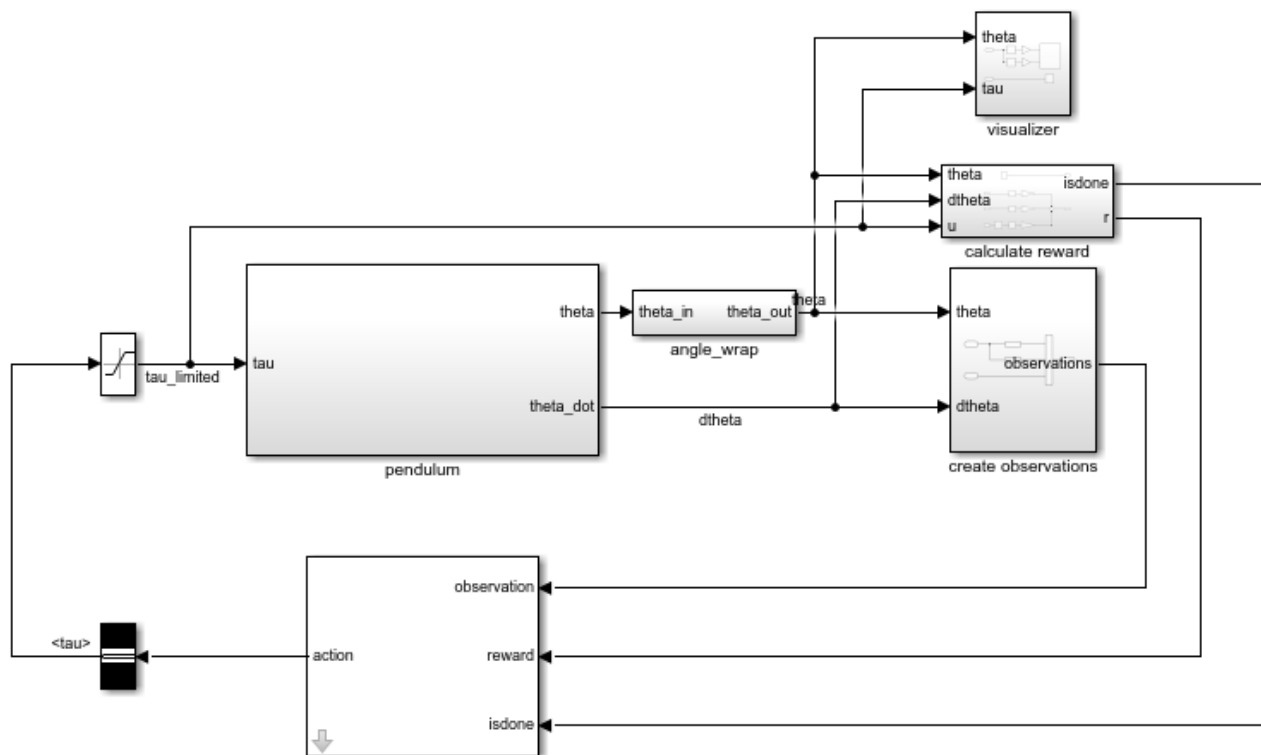 theta
tau
visualizer
theta
dtheta
u
isdone
r
calculate reward
tau_limited
tau
theta
theta_dot
pendulum
theta_in
theta_out
angle_wrap
theta
dtheta
theta
dtheta
observations
create observations
observation
reward
isdone
action
<tau>